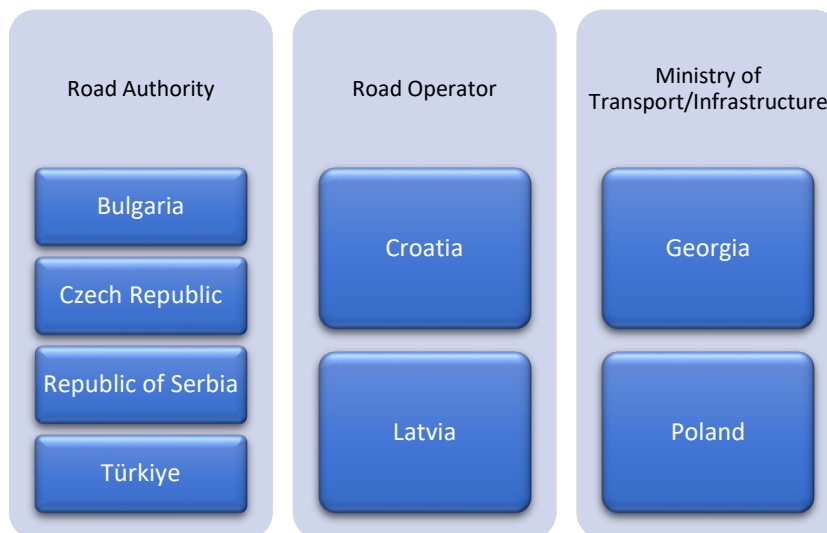 Road Authority
Bulgaria
Czech Republic
Republic of Serbia
Türkiye
Road Operator
Croatia
Latvia
Ministry of
Transport/Infrastructure
Georgia
Poland